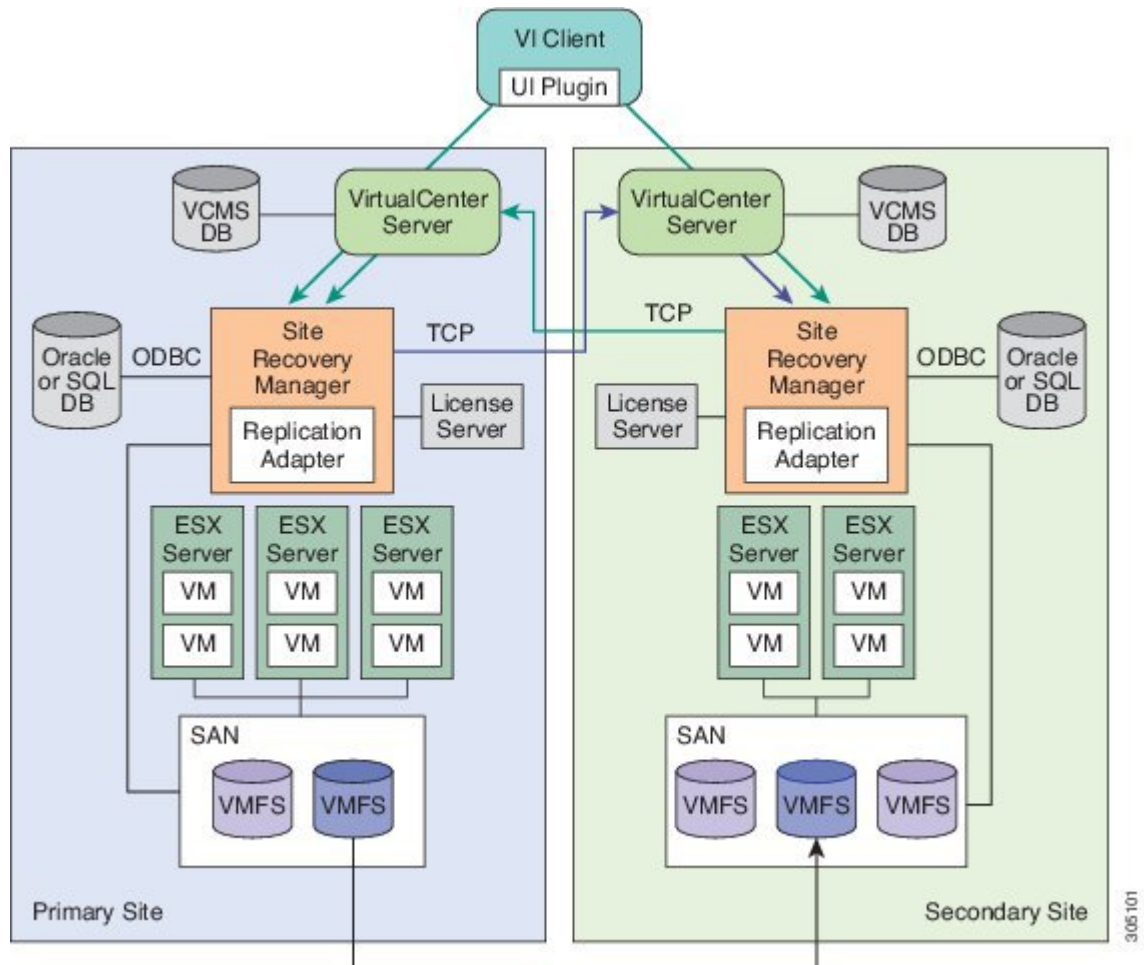 VI Client
UI Plugin
VCMS
DB
VirtualCenter
Server
VirtualCenter
Server
VCMS
DB
Oracle
or SQL
DB
ODBC
Site
Recovery
Manager
Replication
Adapter
TCP
License
Server
TCP
License
Server
Site
Recovery
Manager
Replication
Adapter
ODBC
Oracle
or SQL
DB
ESX
Server
VM
VM
ESX
Server
VM
VM
ESX
Server
VM
VM
ESX
Server
VM
VM
ESX
Server
VM
VM
SAN
VMFS
VMFS
SAN
VMFS
VMFS
VMFS
Primary Site
Secondary Site
305101